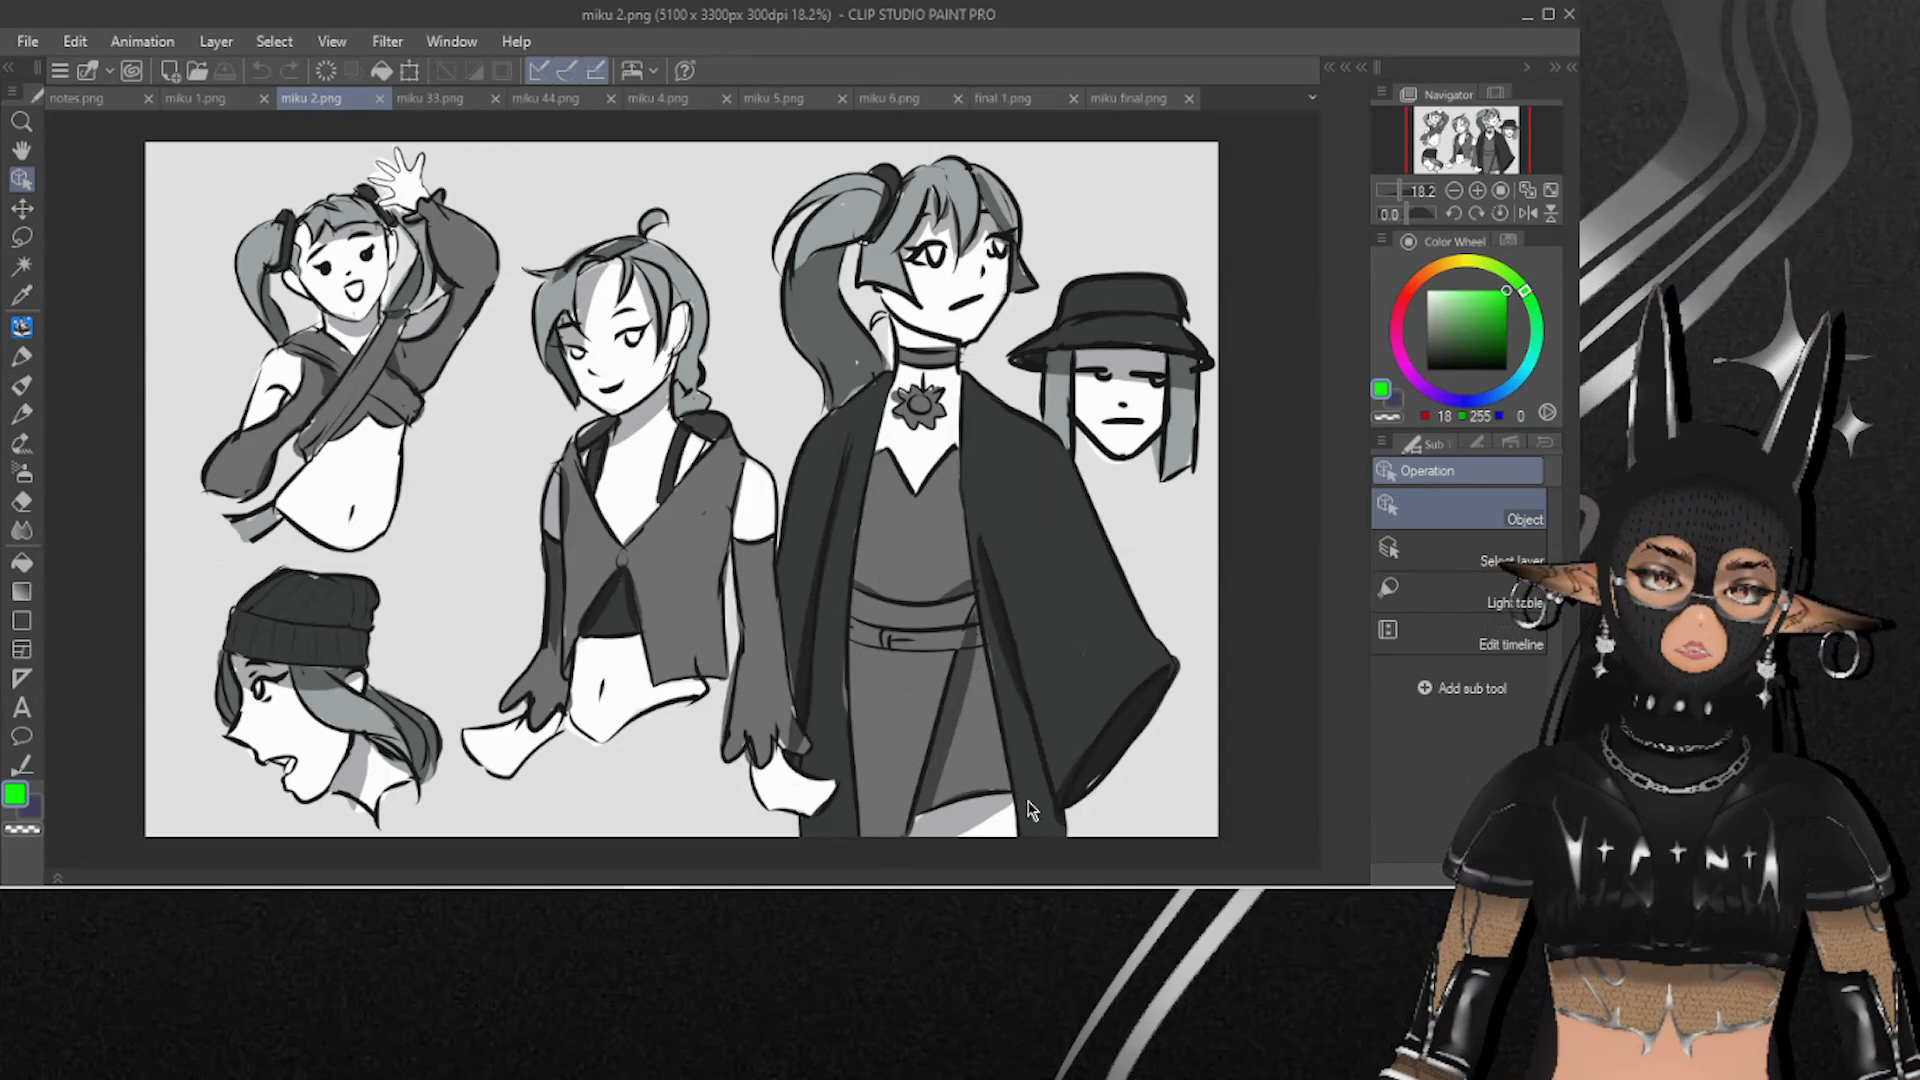 miku 2.png (5100 x 3300px 300dpi 18.2%) - CLIP STUDIO PAINT PRO
File Edit Animation Layer Select View Filter Window Help
notes.png miku 1.png miku 2.png miku 33.png miku 44.png miku 4.png miku 5.png miku 6.png final 1.png miku final.png
Navigator
18.2
0.0
Color Wheel
18 255 0
Sub
Operation
Object
Select layer
Light table
Edit timeline
Add sub tool